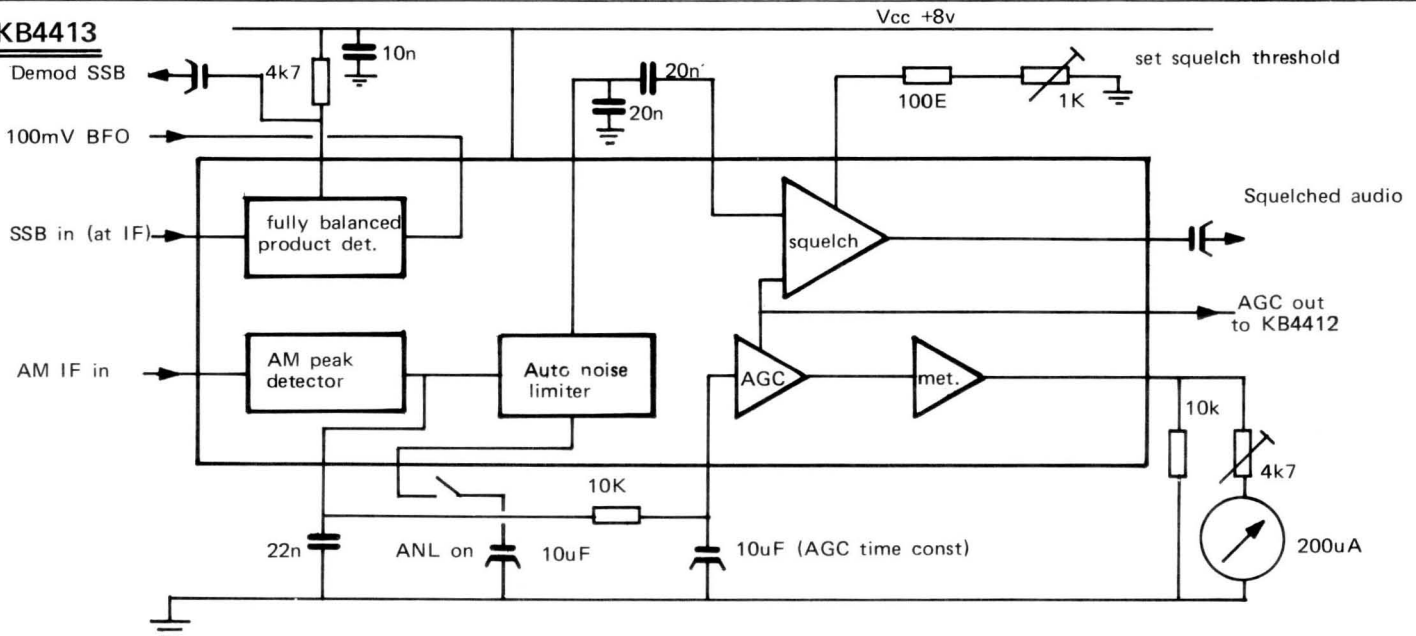 KB4413
Vcc +8v
Demod SSB
4k7
10n
20n
20n
100E
1K
set squelch threshold
100mV BFO
SSB in (at IF)
fully balanced
product det.
squelch
Squelched audio
AGC out
to KB4412
AM IF in
AM peak
detector
Auto noise
limiter
AGC
met.
10k
4k7
10K
22n
ANL on
10uF
10uF (AGC time const)
200uA